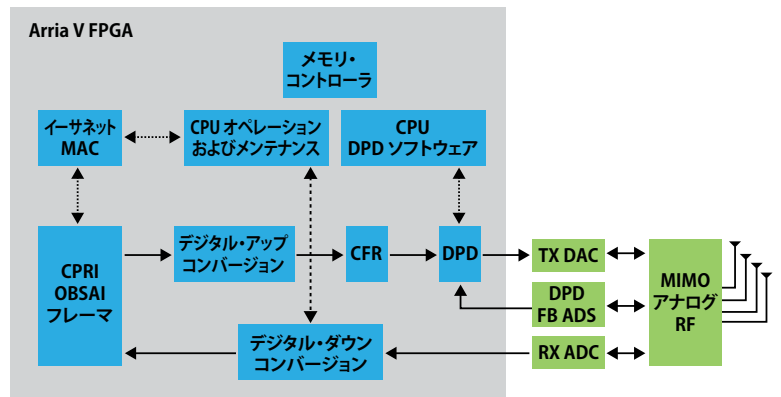 Arria V FPGA
メモリ・
コントローラ
イーサネット
MAC
CPU オペレーション
およびメンテナンス
CPU
DPD ソフトウェア
CPRI
OBSAI
フレーマ
デジタル・アップ
コンバージョン
CFR
DPD
TX DAC
DPD
FB ADS
RX ADC
MIMO
アナログ
RF
デジタル・ダウン
コンバージョン